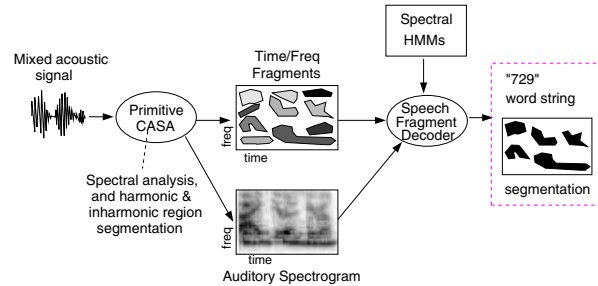 Mixed acoustic
signal
Primitive
CASA
Spectral analysis,
and harmonic &
inharmonic region
segmentation
Time/Freq
Fragments
freq
time
freq
time
Auditory Spectrogram
Spectral
HMMs
Speech
Fragment
Decoder
"729"
word string
segmentation